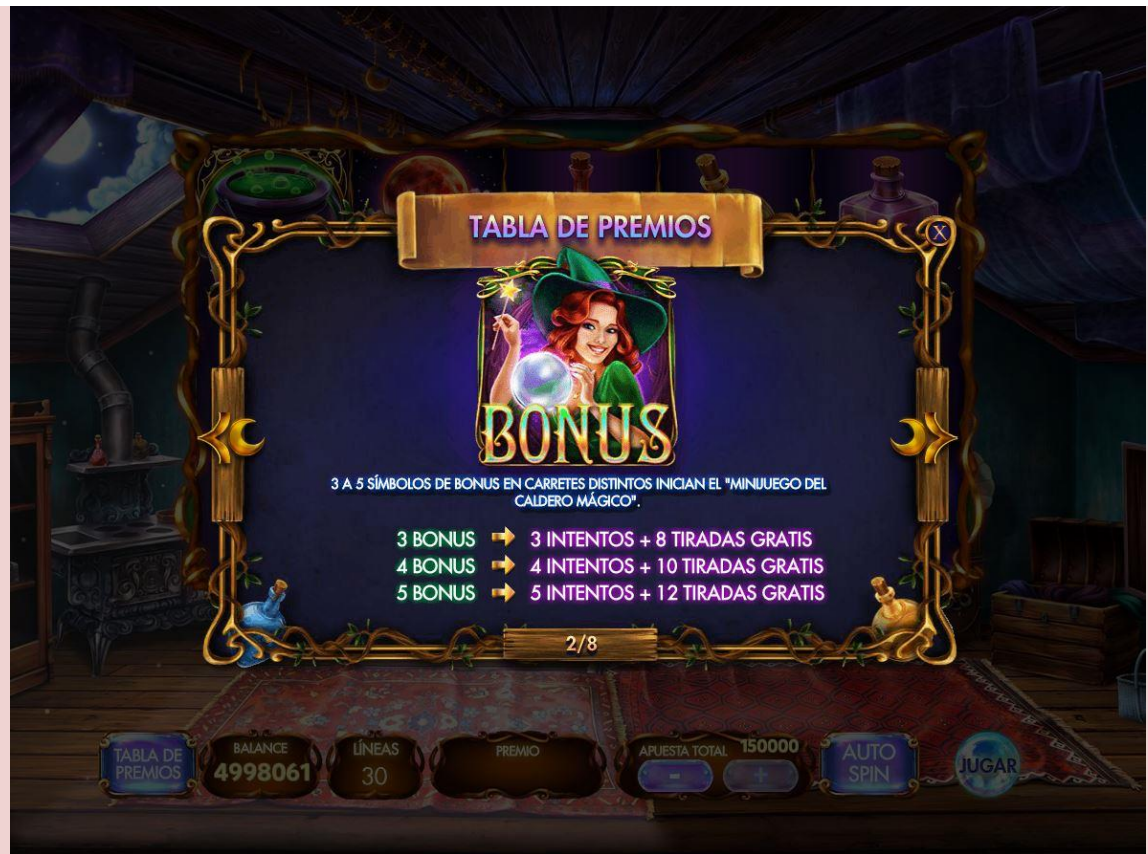 TABLA DE PREMIOS
X
BONUS
3 A 5 SÍMBOLOS DE BONUS EN CARRETES DISTINTOS INICIAN EL "MINIJUEGO DEL
CALDERO MÁGICO".
3 BONUS 3 INTENTOS + 8 TIRADAS GRATIS
4 BONUS 4 INTENTOS + 10 TIRADAS GRATIS
5 BONUS 5 INTENTOS + 12 TIRADAS GRATIS
2/8
TABLA DE
PREMIOS
BALANCE
4998061
LÍNEAS
30
PREMIO
APUESTA TOTAL 150000
- +
AUTO
SPIN
JUGAR